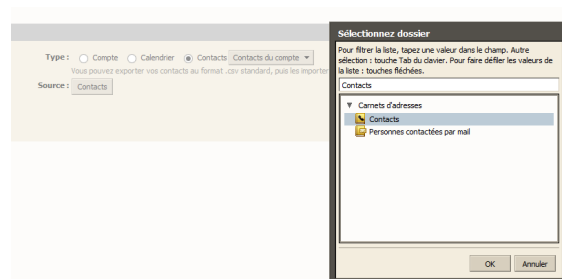 Sélectionnez dossier
Pour filtrer la liste, tapez une valeur dans le champ. Autre
sélection : touche Tab du clavier. Pour faire défiler les valeurs de
la liste : touches fléchées.
Contacts
Carnets d'adresses
Contacts
Personnes contactées par mail
OK Annuler
Type : Compte Calendrier Contacts Contacts du compte
Vous pouvez exporter vos contacts au format .csv standard, puis les importer
Source : Contacts